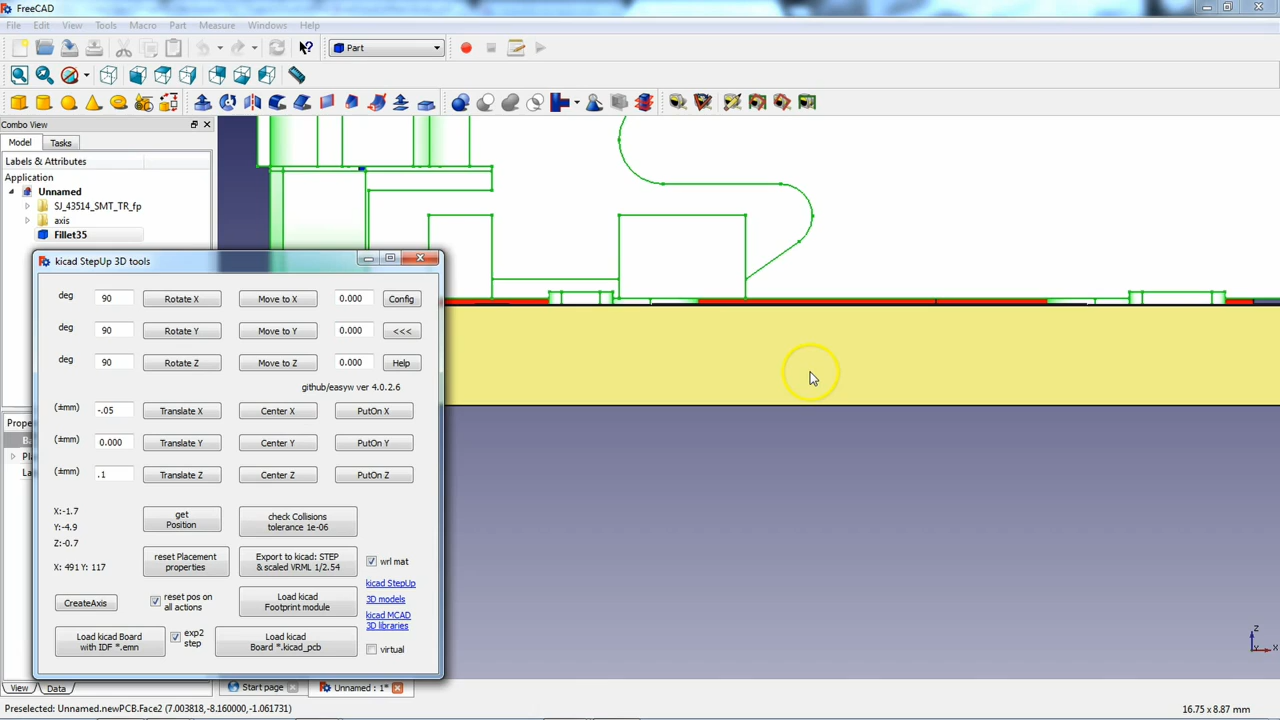 FreeCAD
File Edit View Tools Macro Part Measure Windows Help
Part
Combo View
Model Tasks
Labels & Attributes
Application
Unnamed
SJ_43514_SMT_TR_fp
axis
Fillet35
kicad StepUp 3D tools
deg 90 Rotate X Move to X 0.000 Config
deg 90 Rotate Y Move to Y 0.000 <<<
deg 90 Rotate Z Move to Z 0.000 Help
github/easyw ver 4.0.2.6
(±mm) -.05 Translate X Center X PutOn X
(±mm) 0.000 Translate Y Center Y PutOn Y
(±mm) .1 Translate Z Center Z PutOn Z
X:-1.7
Y:-4.9
Z:-0.7
X: 491 Y: 117
get
Position
check Collisions
tolerance 1e-06
reset Placement
properties
Export to kicad: STEP
& scaled VRML 1/2.54
wrl mat
kicad StepUp
3D models
kicad MCAD
3D libraries
CreateAxis
reset pos on
all actions
Load kicad
Footprint module
Load kicad Board
with IDF *.emn
exp2
step
Load kicad
Board *.kicad_pcb
virtual
View Data
Start page Unnamed : 1*
Preselected: Unnamed.newPCB.Face2 (7.003818,-8.160000,-1.061731)
16.75 x 8.87 mm
Z
X